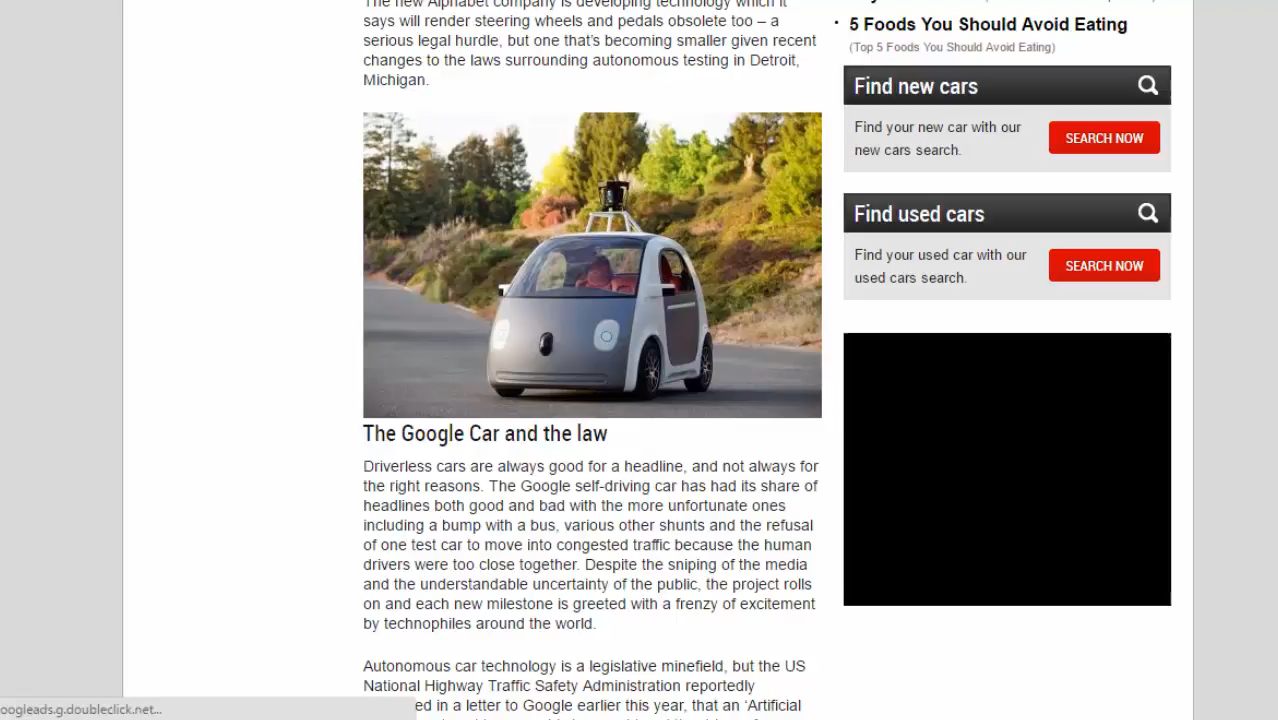 The new Alphabet company is developing technology which it
says will render steering wheels and pedals obsolete too – a
serious legal hurdle, but one that's becoming smaller given recent
changes to the laws surrounding autonomous testing in Detroit,
Michigan.
The Google Car and the law
Driverless cars are always good for a headline, and not always for
the right reasons. The Google self-driving car has had its share of
headlines both good and bad with the more unfortunate ones
including a bump with a bus, various other shunts and the refusal
of one test car to move into congested traffic because the human
drivers were too close together. Despite the sniping of the media
and the understandable uncertainty of the public, the project rolls
on and each new milestone is greeted with a frenzy of excitement
by technophiles around the world.
Autonomous car technology is a legislative minefield, but the US
National Highway Traffic Safety Administration reportedly
ed in a letter to Google earlier this year, that an 'Artificial
5 Foods You Should Avoid Eating
(Top 5 Foods You Should Avoid Eating)
Find new cars
Find your new car with our
new cars search.
SEARCH NOW
Find used cars
Find your used car with our
used cars search.
SEARCH NOW
oogleads.g.doubleclick.net...